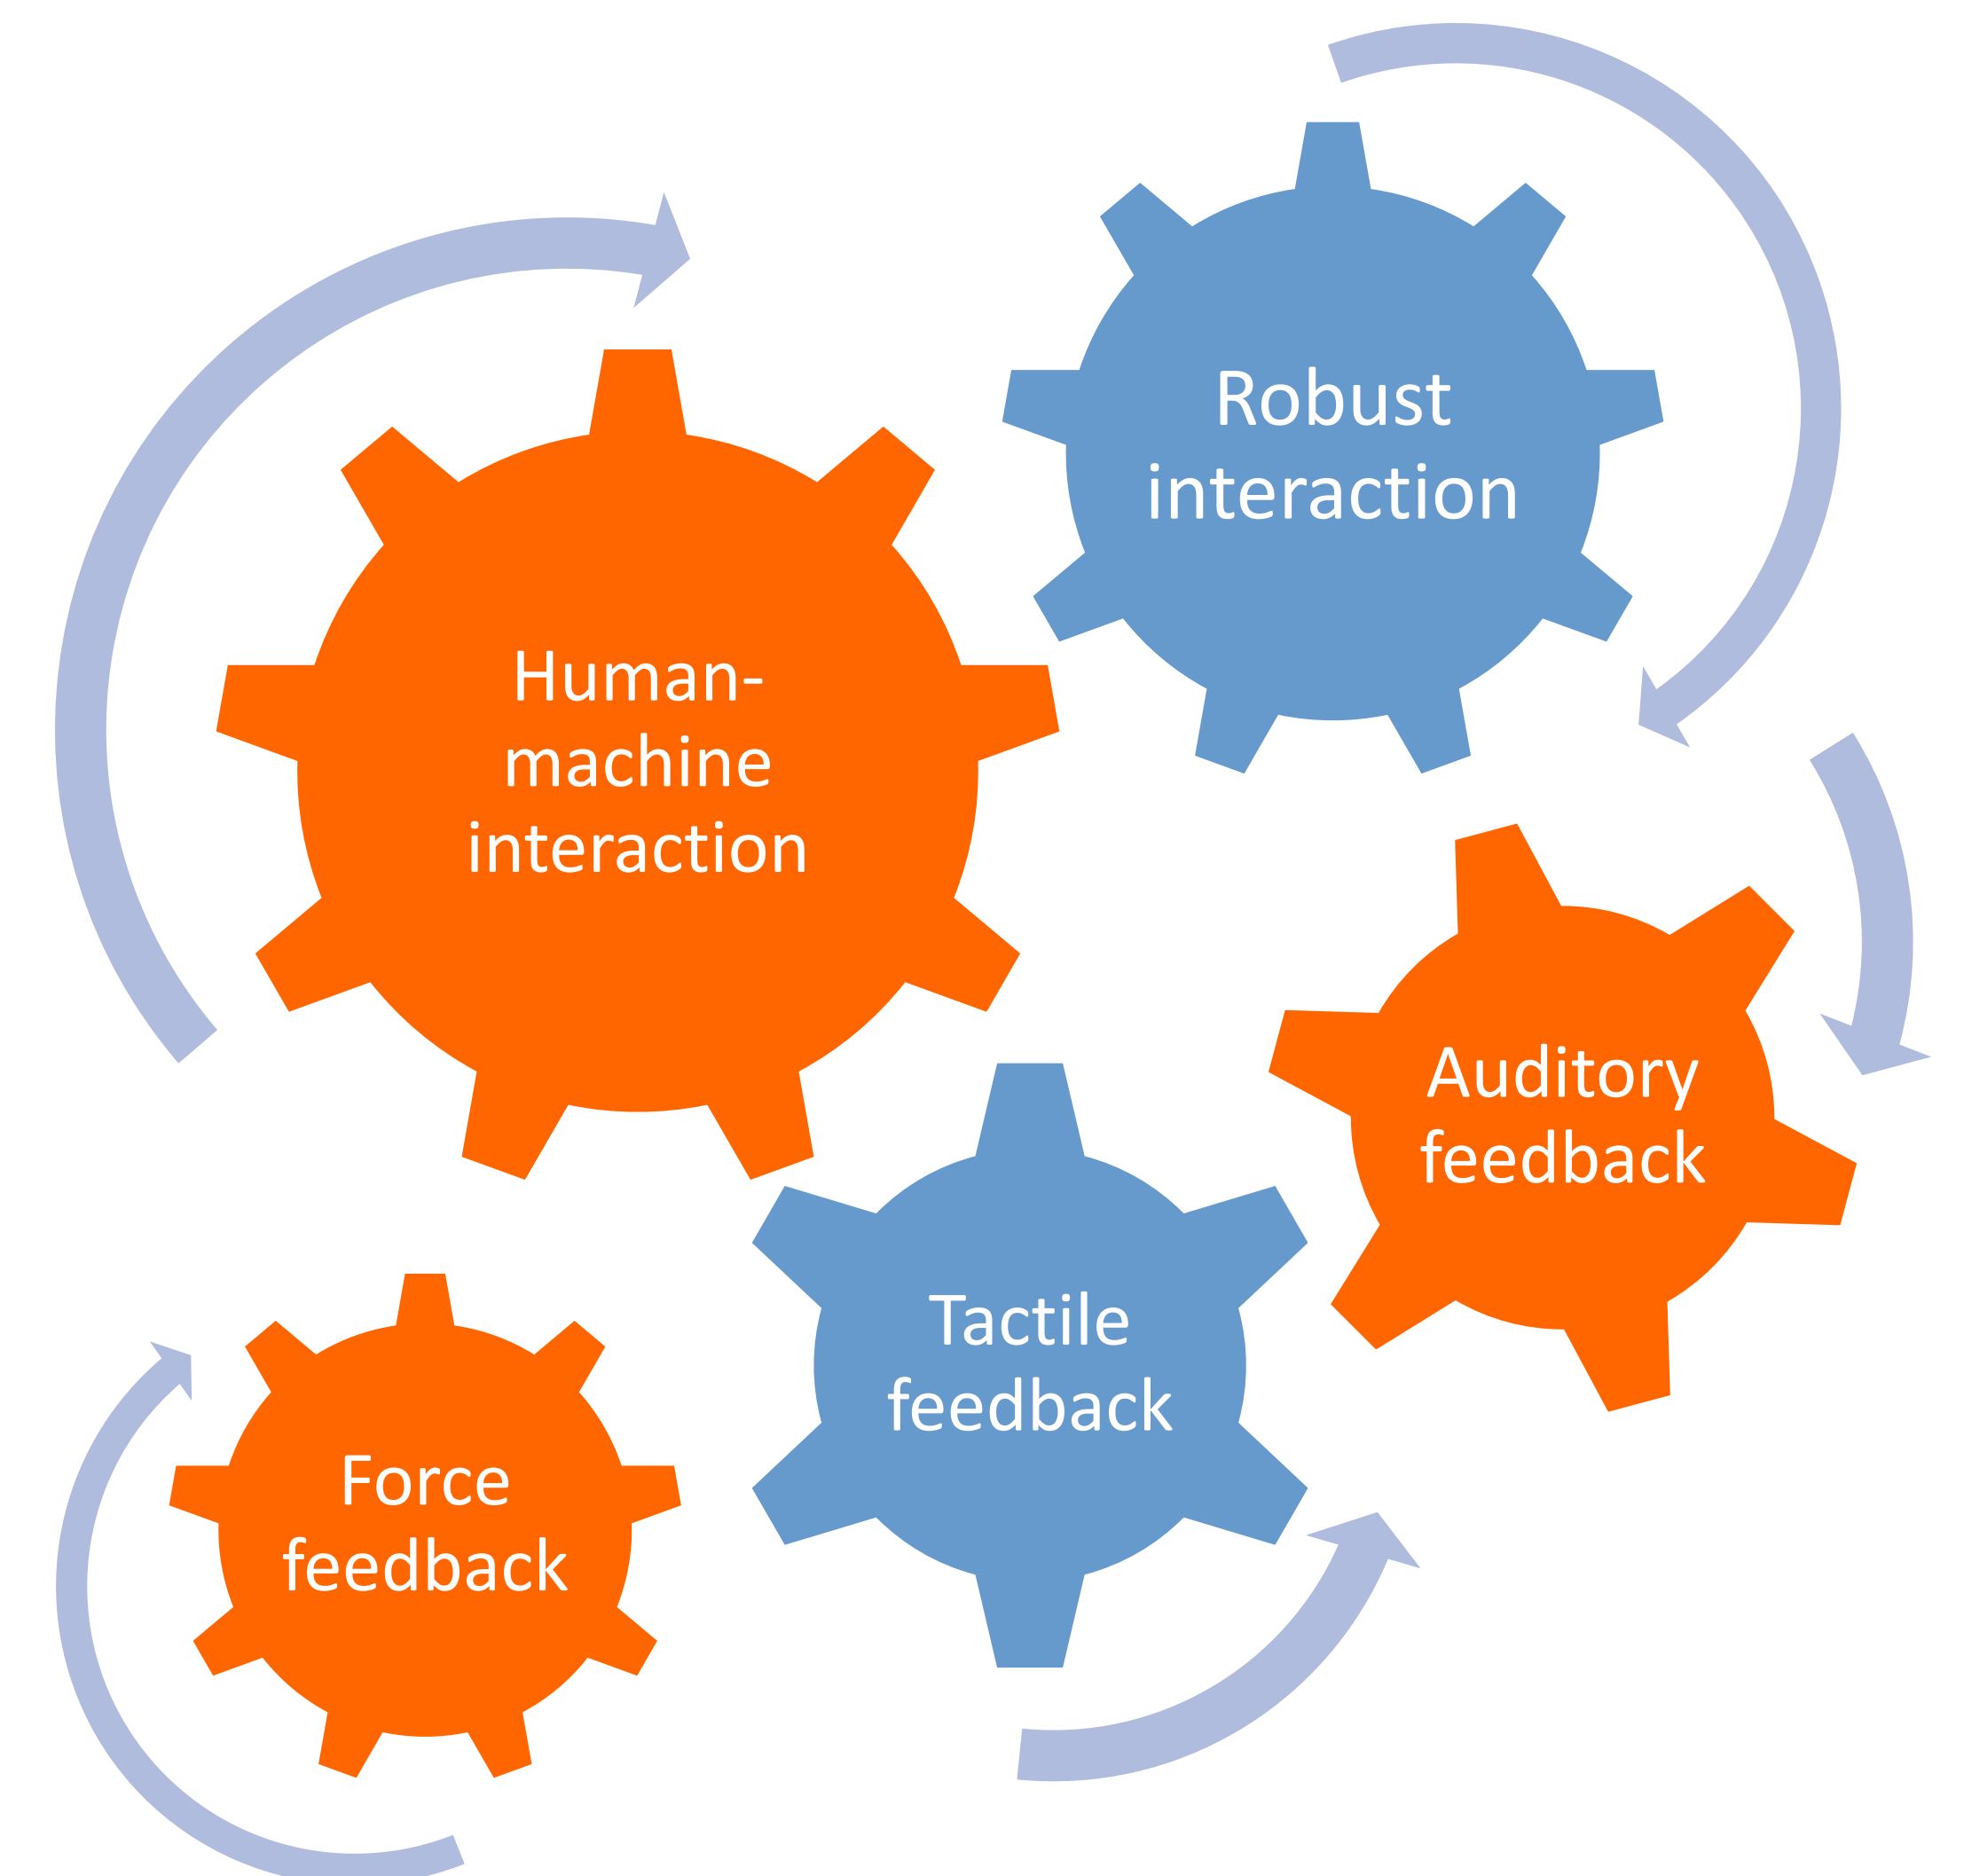 Robust
interaction
Human-
machine
interaction
Auditory
feedback
Tactile
feedback
Force
feedback